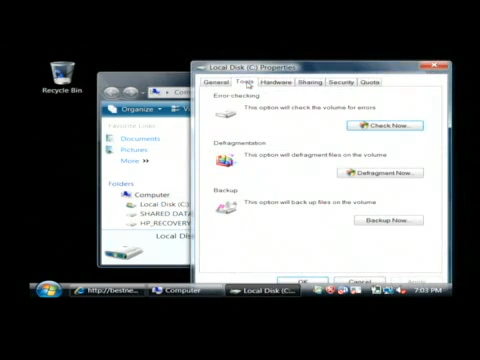 Recycle Bin
Local Disk (C:) Properties
General
Tools
Hardware
Sharing
Security
Quota
Error-checking
This option will check the volume for errors
Check Now...
Defragmentation
This option will defragment files on the volume
Defragment Now...
Backup
This option will back up files on the volume
Backup Now...
OK
Cancel
Organize
Favorite Links
Documents
Pictures
More »
Folders
Computer
Local Disk (C:)
SHARED DATA
HP_RECOVERY
Local Dis
http://bestne...
Computer
Local Disk (C:...
7:03 PM